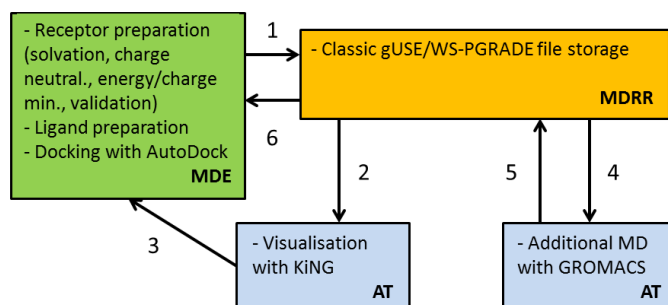 - Receptor preparation
(solvation, charge
neutral., energy/charge
min., validation)
- Ligand preparation
- Docking with AutoDock
MDE
1
- Classic gUSE/WS-PGRADE file storage
MDRR
6
2
5
4
3
- Visualisation
with KiNG
AT
- Additional MD
with GROMACS
AT